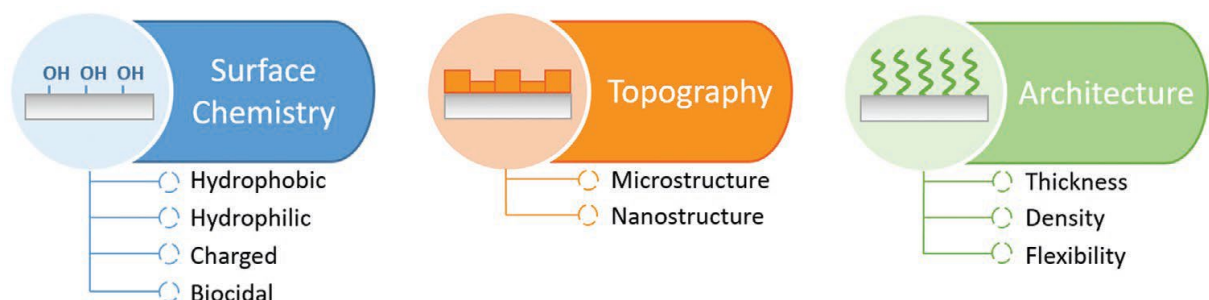 OH OH OH
Surface
Chemistry
Hydrophobic
Hydrophilic
Charged
Biocidal
Topography
Microstructure
Nanostructure
Architecture
Thickness
Density
Flexibility